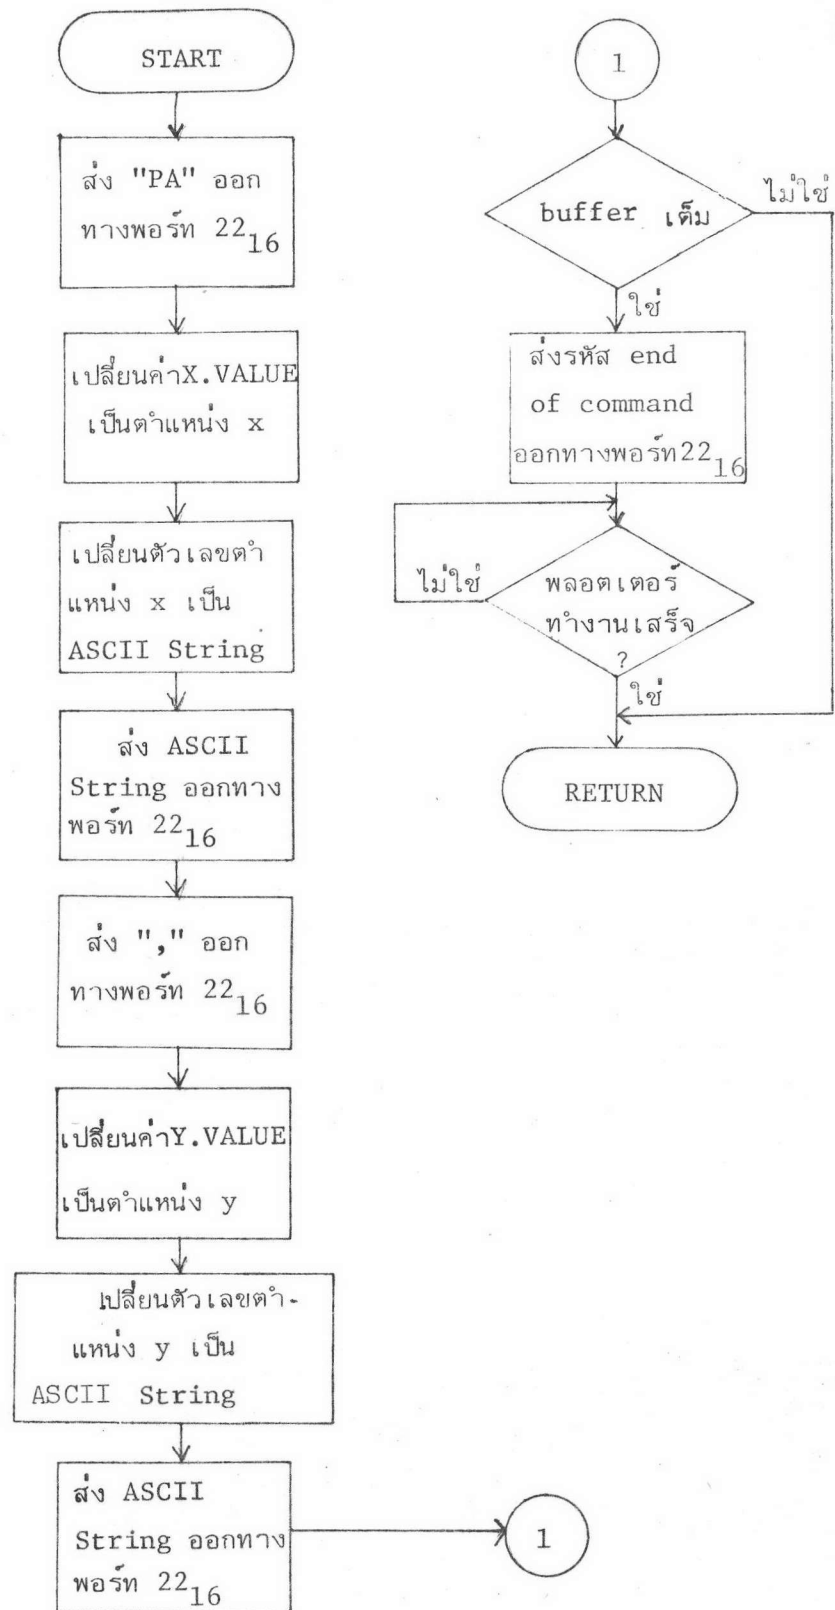 START
ส่ง "PA" ออก
ทางพอร์ท 22₁₆
เปลี่ยนค่าX.VALUE
เป็นตำแหน่ง x
เปลี่ยนตัวเลขตำ
แหน่ง x เป็น
ASCII String
ส่ง ASCII
String ออกทาง
พอร์ท 22₁₆
ส่ง "," ออก
ทางพอร์ท 22₁₆
เปลี่ยนค่าY.VALUE
เป็นตำแหน่ง y
เปลี่ยนตัวเลขตำ-
แหน่ง y เป็น
ASCII String
ส่ง ASCII
String ออกทาง
พอร์ท 22₁₆
1
1
buffer เต็ม
ไม่ใช่
ใช่
ส่งรหัส end
of command
ออกทางพอร์ท22₁₆
ไม่ใช่
พลอตเตอร์
ทำงานเสร็จ
?
ใช่
RETURN